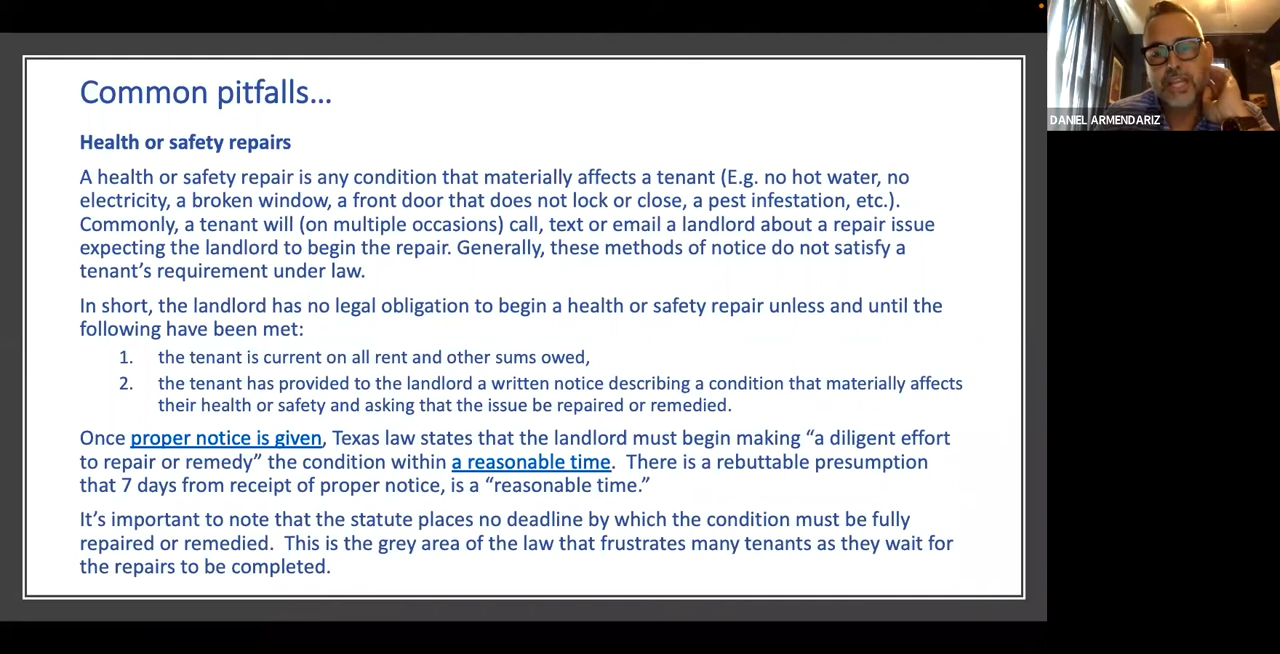 Common pitfalls...
Health or safety repairs
A health or safety repair is any condition that materially affects a tenant (E.g. no hot water, no
electricity, a broken window, a front door that does not lock or close, a pest infestation, etc.).
Commonly, a tenant will (on multiple occasions) call, text or email a landlord about a repair issue
expecting the landlord to begin the repair. Generally, these methods of notice do not satisfy a
tenant’s requirement under law.
In short, the landlord has no legal obligation to begin a health or safety repair unless and until the
following have been met:
1. the tenant is current on all rent and other sums owed,
2. the tenant has provided to the landlord a written notice describing a condition that materially affects
their health or safety and asking that the issue be repaired or remedied.
Once proper notice is given, Texas law states that the landlord must begin making “a diligent effort
to repair or remedy” the condition within a reasonable time. There is a rebuttable presumption
that 7 days from receipt of proper notice, is a “reasonable time.”
It’s important to note that the statute places no deadline by which the condition must be fully
repaired or remedied. This is the grey area of the law that frustrates many tenants as they wait for
the repairs to be completed.
DANIEL ARMENDARIZ